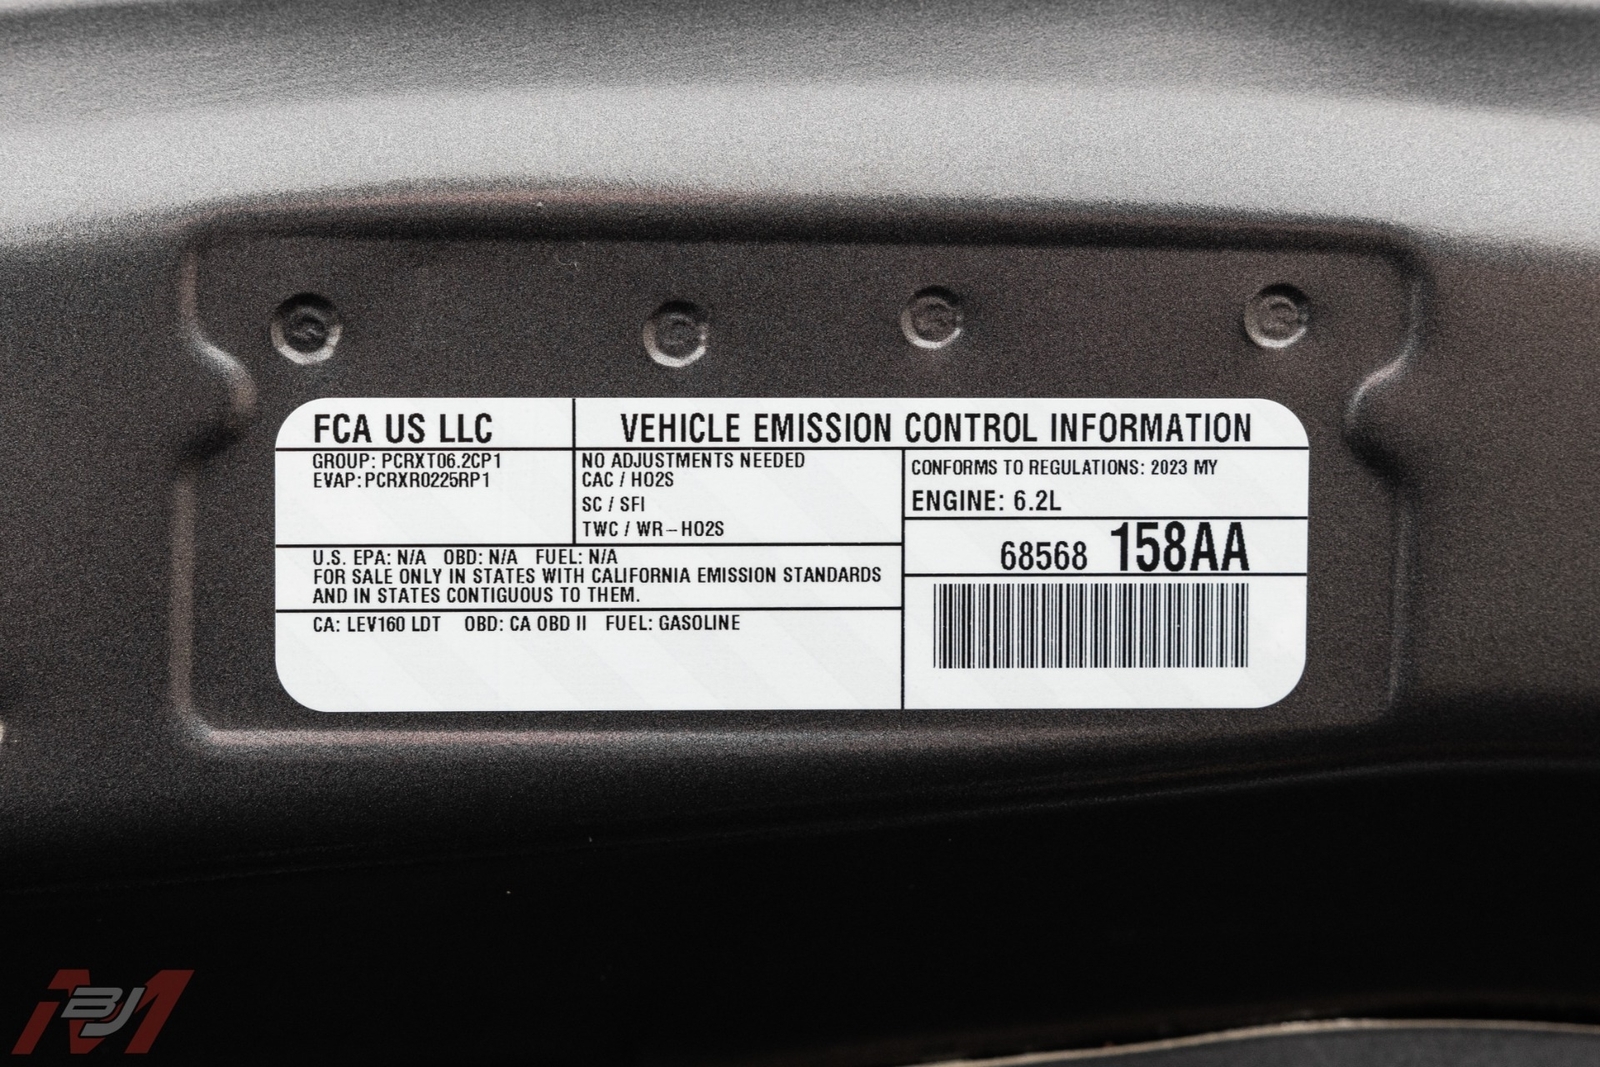 FCA US LLC
VEHICLE EMISSION CONTROL INFORMATION
GROUP: PCRXT06.2CP1
EVAP: PCRXR0225RP1
NO ADJUSTMENTS NEEDED
CAC / HO2S
SC / SFI
TWC / WR-HO2S
CONFORMS TO REGULATIONS: 2023 MY
ENGINE: 6.2L
68568 158AA
U.S. EPA: N/A OBD: N/A FUEL: N/A
FOR SALE ONLY IN STATES WITH CALIFORNIA EMISSION STANDARDS
AND IN STATES CONTIGUOUS TO THEM.
CA: LEV160 LDT OBD: CA OBD II FUEL: GASOLINE
BJ
M